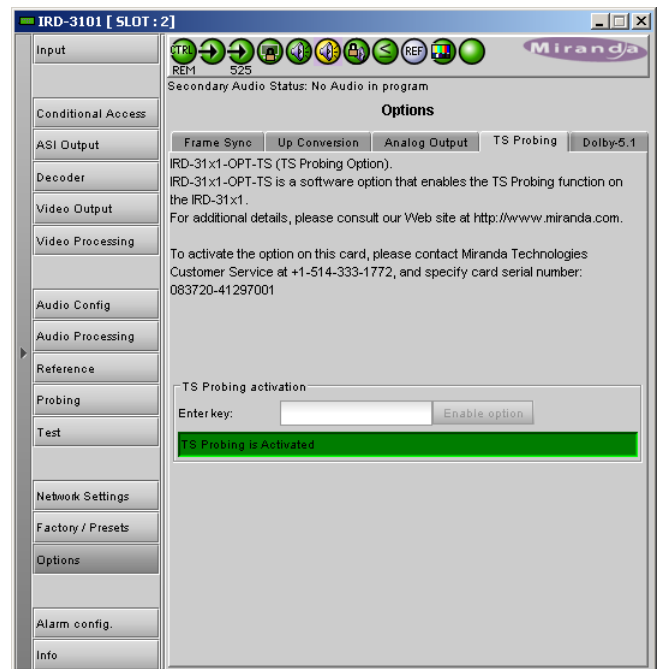 IRD-3101 [ SLOT : 2]
Input
Conditional Access
ASI Output
Decoder
Video Output
Video Processing
Audio Config
Audio Processing
Reference
Probing
Test
Network Settings
Factory / Presets
Options
Alarm config.
Info
CTRL
REF
Miranda
REM 525
Secondary Audio Status: No Audio in program
Options
Frame Sync Up Conversion Analog Output TS Probing Dolby-5.1
IRD-31x1-OPT-TS (TS Probing Option).
IRD-31x1-OPT-TS is a software option that enables the TS Probing function on
the IRD-31x1.
For additional details, please consult our Web site at http://www.miranda.com.
To activate the option on this card, please contact Miranda Technologies
Customer Service at +1-514-333-1772, and specify card serial number:
083720-41297001
TS Probing activation
Enter key: Enable option
TS Probing is Activated